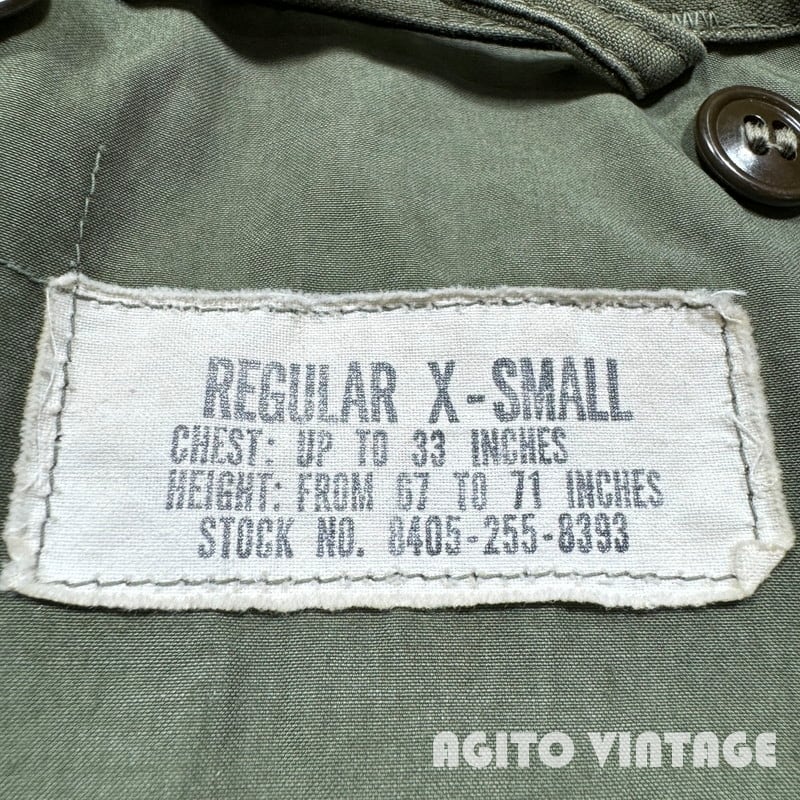 REGULAR X-SMALL
CHEST: UP TO 33 INCHES
HEIGHT: FROM 67 TO 71 INCHES
STOCK NO. 8405-255-8393
AGITO VINTAGE